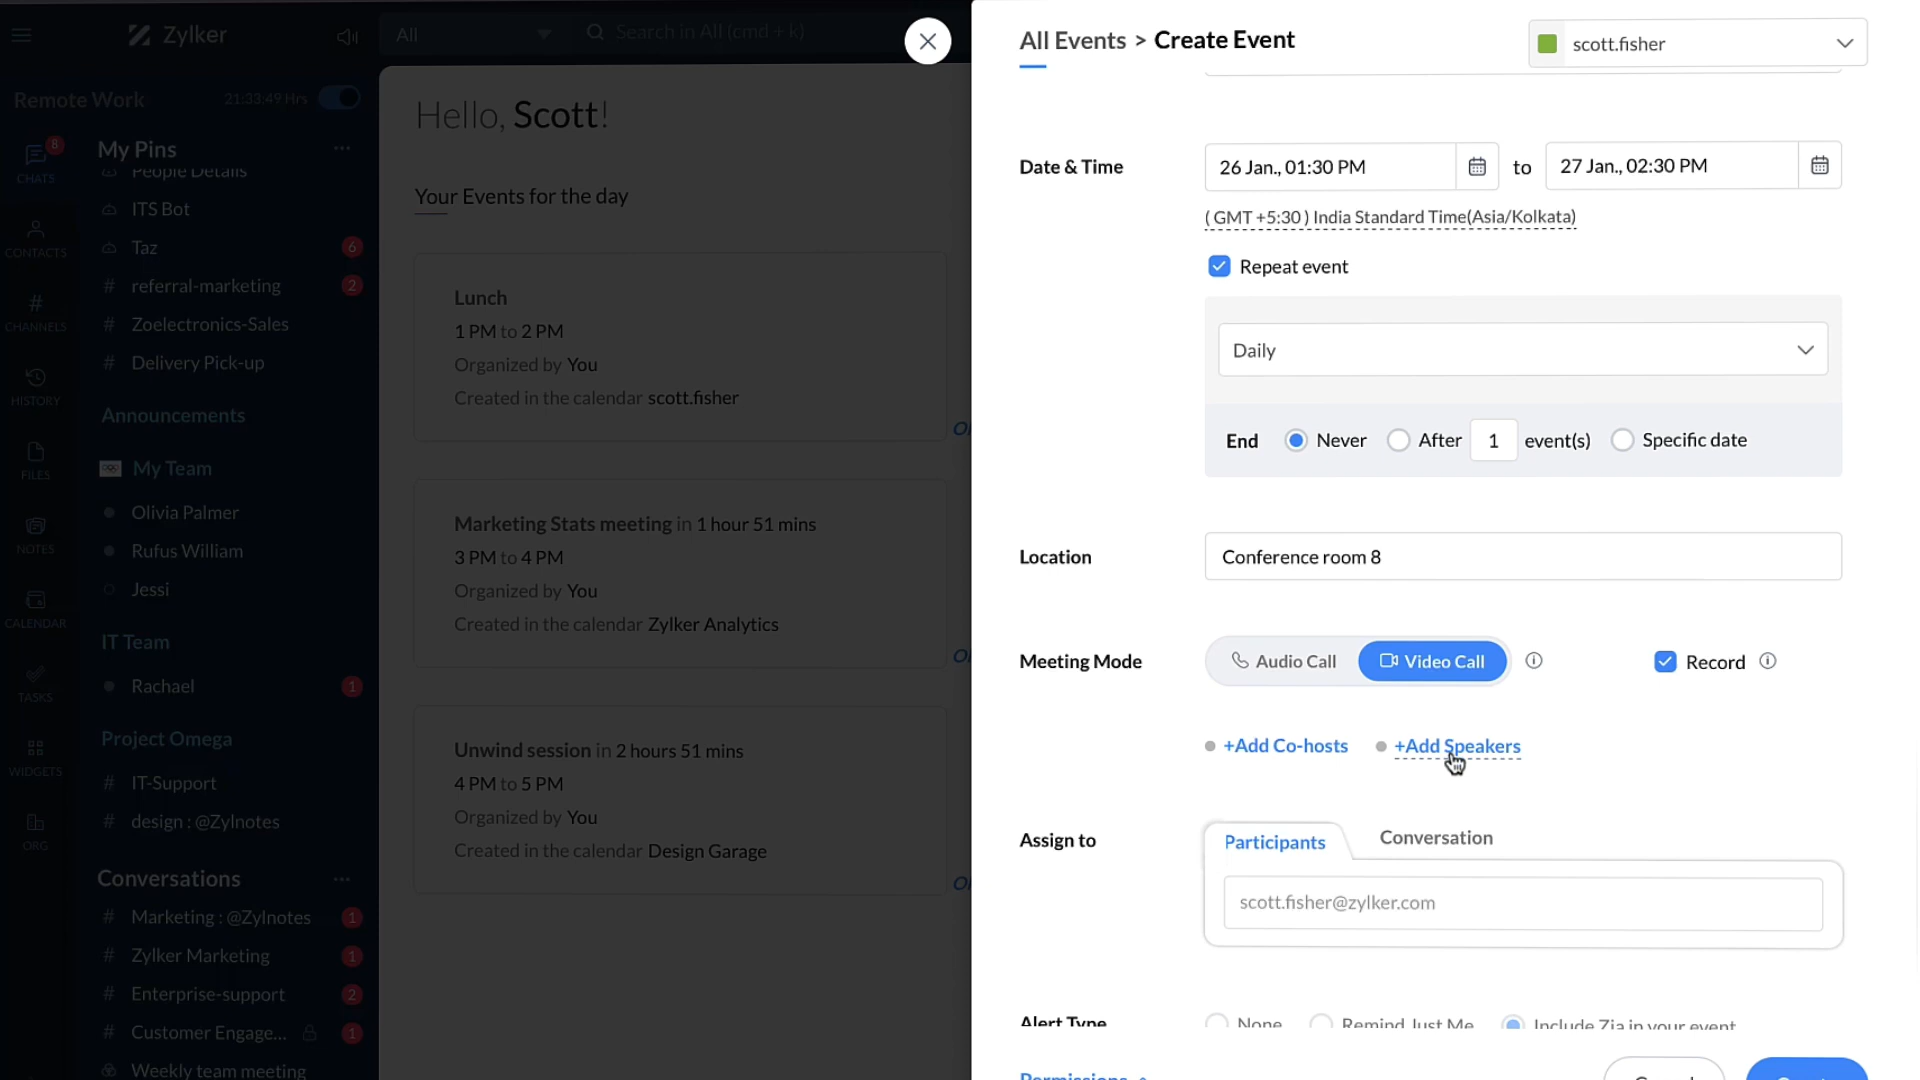 Zylker
All
Search in All (cmd + k)
All Events > Create Event
scott.fisher
Remote Work
21:33:49 Hrs
8
CHATS
CONTACTS
CHANNELS
HISTORY
FILES
NOTES
CALENDAR
TASKS
WIDGETS
ORG
My Pins
People Details
ITS Bot
Taz
6
# referral-marketing
2
# Zoelectronics-Sales
# Delivery Pick-up
Announcements
My Team
Olivia Palmer
Rufus William
Jessi
IT Team
Rachael
1
Project Omega
# IT-Support
# design : @Zylnotes
Conversations
# Marketing : @Zylnotes
1
# Zylker Marketing
1
# Enterprise-support
2
# Customer Engage...
1
Weekly team meeting
Hello, Scott!
Your Events for the day
Lunch
1 PM to 2 PM
Organized by You
Created in the calendar scott.fisher
Marketing Stats meeting in 1 hour 51 mins
3 PM to 4 PM
Organized by You
Created in the calendar Zylker Analytics
Unwind session in 2 hours 51 mins
4 PM to 5 PM
Organized by You
Created in the calendar Design Garage
Date & Time
26 Jan., 01:30 PM
to
27 Jan., 02:30 PM
( GMT +5:30 ) India Standard Time(Asia/Kolkata)
Repeat event
Daily
End
Never
After
1
event(s)
Specific date
Location
Conference room 8
Meeting Mode
Audio Call
Video Call
Record
+Add Co-hosts
+Add Speakers
Assign to
Participants
Conversation
scott.fisher@zylker.com
Alert Type
None
Remind Just Me
Include Zia in your event
Permissions